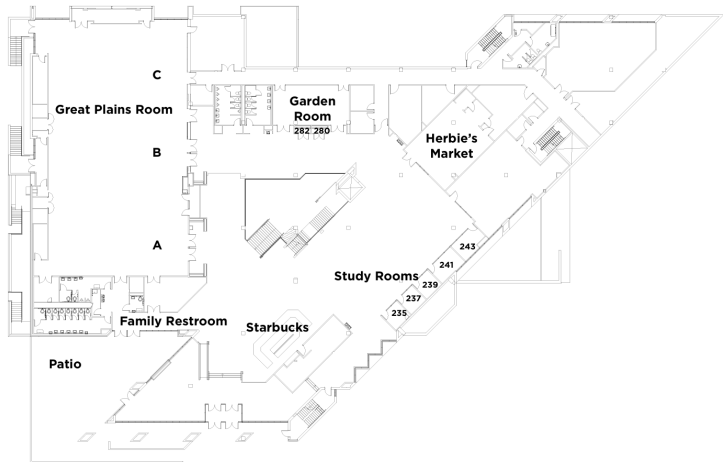 C
Great Plains Room
Garden
Room
282 280
Herbie's
Market
B
A
243
241
Study Rooms
239
237
235
Family Restroom
Starbucks
Patio